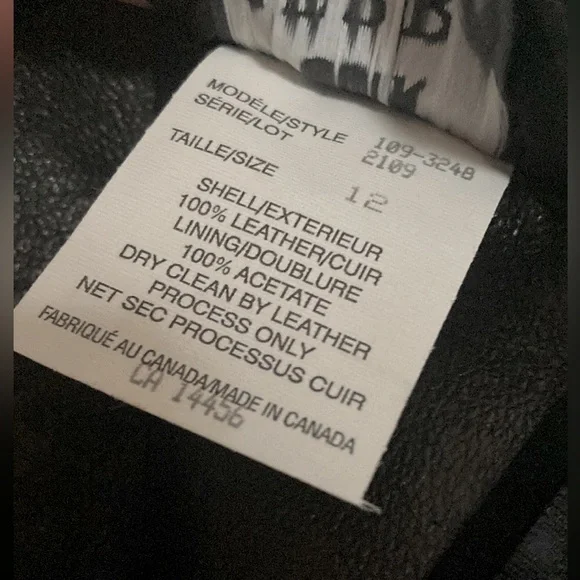 MODÈLE/STYLE 109-3248
SÉRIE/LOT 2109
TAILLE/SIZE 12
SHELL/EXTERIEUR
100% LEATHER/CUIR
LINING/DOUBLURE
100% ACETATE
DRY CLEAN BY LEATHER
PROCESS ONLY
NET SEC PROCESSUS CUIR
FABRIQUÉ AU CANADA/MADE IN CANADA
CA 14456